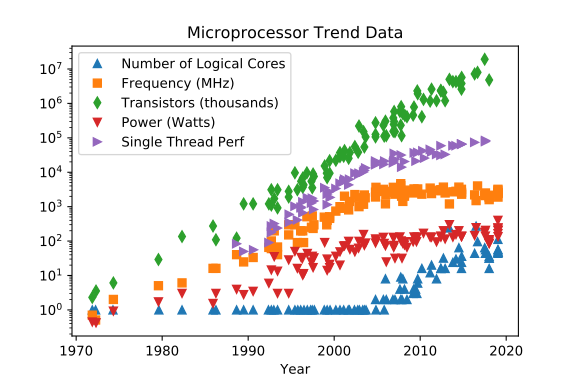 Microprocessor Trend Data
Number of Logical Cores
Frequency (MHz)
Transistors (thousands)
Power (Watts)
Single Thread Perf
10^7
10^6
10^5
10^4
10^3
10^2
10^1
10^0
1970 1980 1990 2000 2010 2020
Year